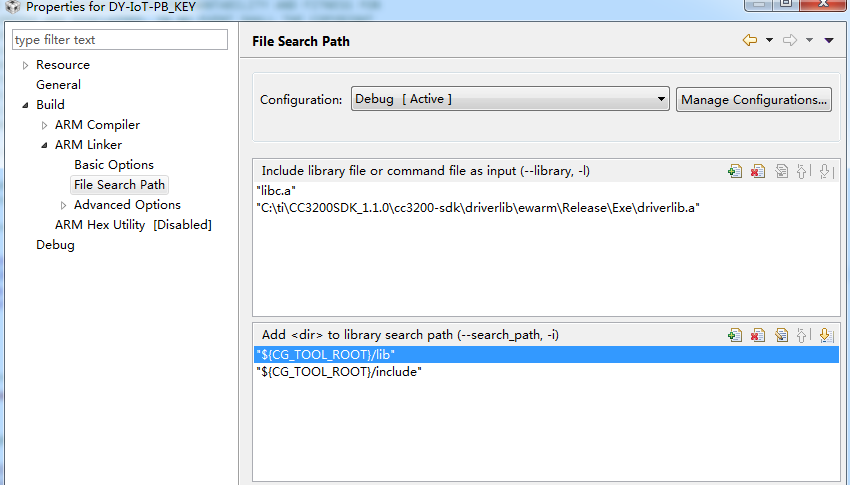 Properties for DY-IoT-PB_KEY
type filter text
File Search Path
Resource
General
Build
ARM Compiler
ARM Linker
Basic Options
File Search Path
Advanced Options
ARM Hex Utility [Disabled]
Debug
Configuration:
Debug [ Active ]
Manage Configurations...
Include library file or command file as input (--library, -l)
"libc.a"
"C:\ti\CC3200SDK_1.1.0\cc3200-sdk\driverlib\ewarm\Release\Exe\driverlib.a"
Add <dir> to library search path (--search_path, -i)
"${CG_TOOL_ROOT}/lib"
"${CG_TOOL_ROOT}/include"